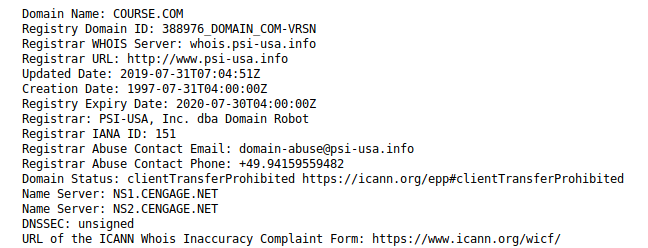 Domain Name: COURSE.COM
Registry Domain ID: 388976_DOMAIN_COM-VRSN
Registrar WHOIS Server: whois.psi-usa.info
Registrar URL: http://www.psi-usa.info
Updated Date: 2019-07-31T07:04:51Z
Creation Date: 1997-07-31T04:00:00Z
Registry Expiry Date: 2020-07-30T04:00:00Z
Registrar: PSI-USA, Inc. dba Domain Robot
Registrar IANA ID: 151
Registrar Abuse Contact Email: domain-abuse@psi-usa.info
Registrar Abuse Contact Phone: +49.94159559482
Domain Status: clientTransferProhibited https://icann.org/epp#clientTransferProhibited
Name Server: NS1.CENGAGE.NET
Name Server: NS2.CENGAGE.NET
DNSSEC: unsigned
URL of the ICANN Whois Inaccuracy Complaint Form: https://www.icann.org/wicf/